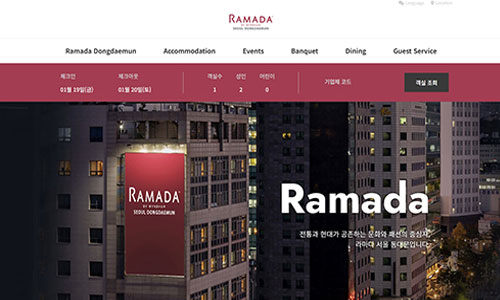 Language Location
RAMADA
BY WYNDHAM
SEOUL DONGDAEMUN
Ramada Dongdaemun Accommodation Events Banquet Dining Guest Service
체크인 체크아웃 객실수 성인 어린이
기업체 코드 객실 조회
01월 19일(금) 01월 20일(토) 1 2 0
RAMADA
BY WYNDHAM
SEOUL DONGDAEMUN
Ramada
전통과 현대가 공존하는 문화와 패션의 중심지,
라마다 서울 동대문입니다.